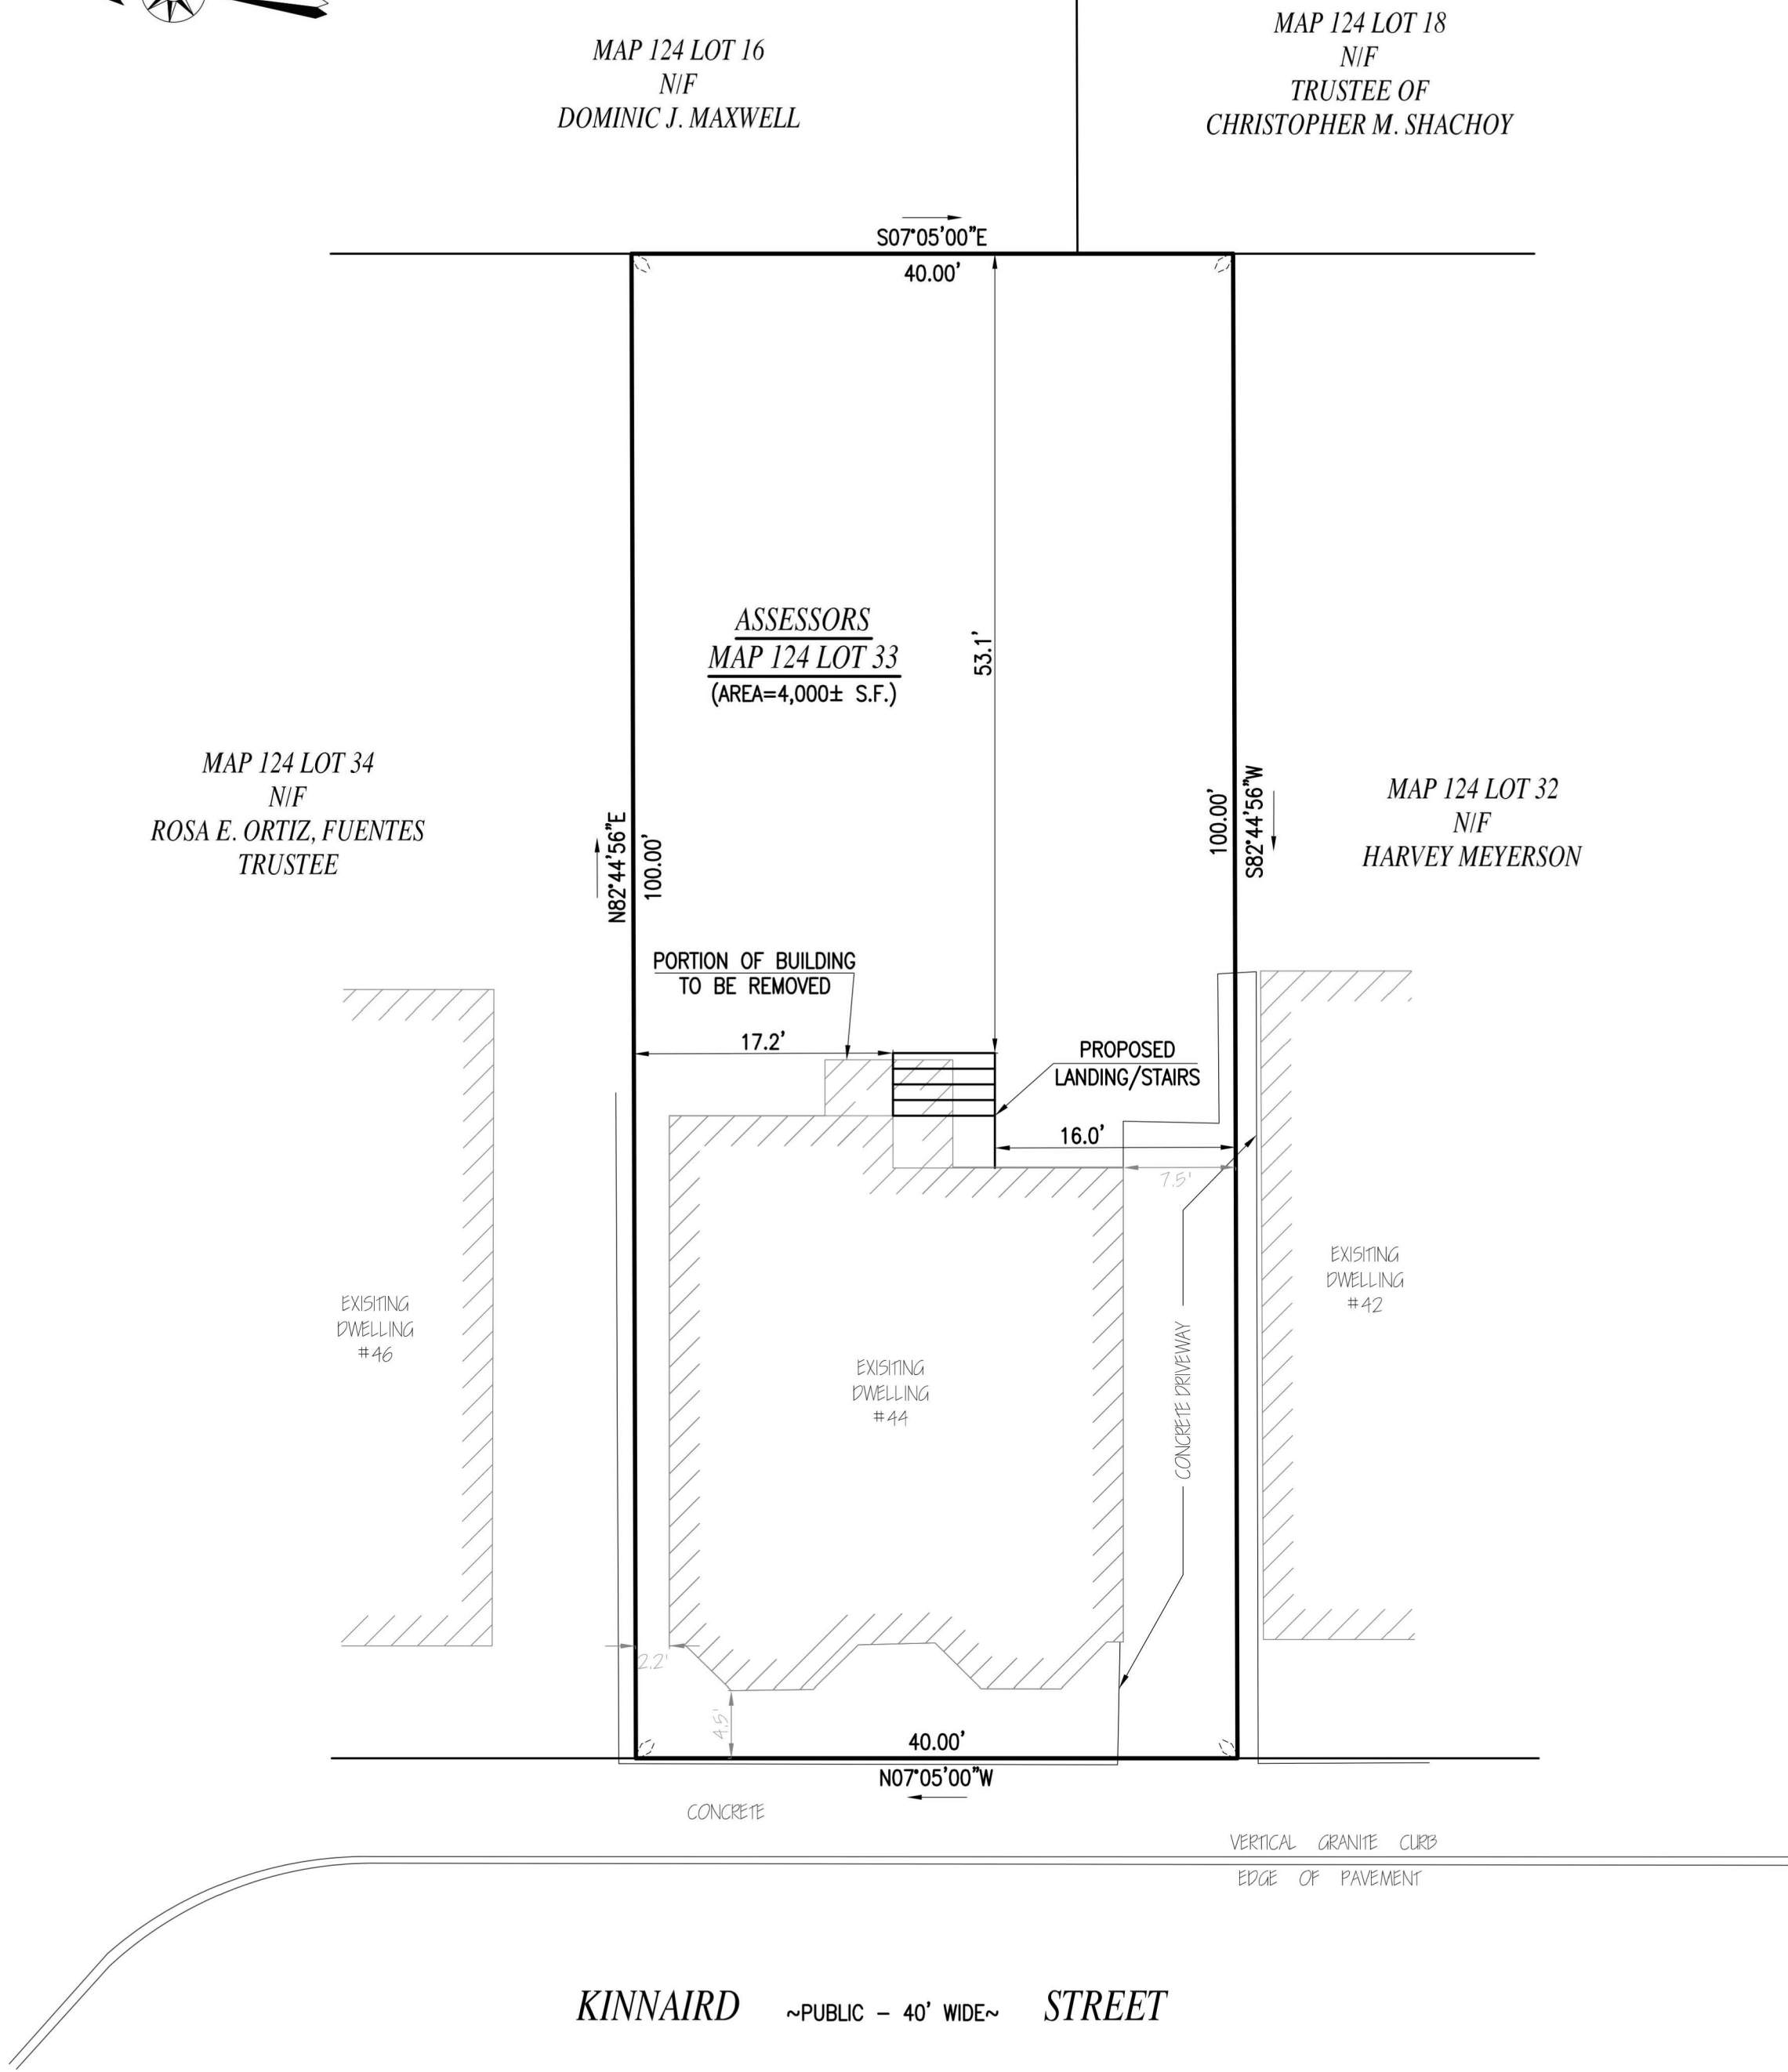 MAP 124 LOT 16
N/F
DOMINIC J. MAXWELL
MAP 124 LOT 18
N/F
TRUSTEE OF
CHRISTOPHER M. SHACHOY
S07°05'00"E
40.00'
ASSESSORS
MAP 124 LOT 33
(AREA=4,000± S.F.)
53.1'
MAP 124 LOT 34
N/F
ROSA E. ORTIZ, FUENTES
TRUSTEE
N82°44'56"E
100.00'
100.00'
S82°44'56"W
MAP 124 LOT 32
N/F
HARVEY MEYERSON
PORTION OF BUILDING
TO BE REMOVED
17.2'
PROPOSED
LANDING/STAIRS
16.0'
7.5'
EXISITING
DWELLING
#46
EXISITING
DWELLING
#44
CONCRETE DRIVEWAY
EXISITING
DWELLING
#42
2.2'
4.5'
40.00'
N07°05'00"W
CONCRETE
VERTICAL GRANITE CURB
EDGE OF PAVEMENT
KINNAIRD ~PUBLIC - 40' WIDE~ STREET